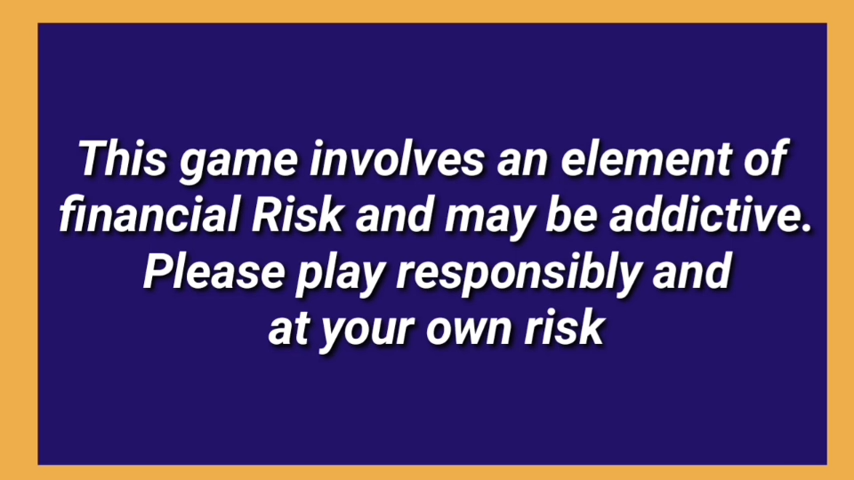 This game involves an element of
financial Risk and may be addictive.
Please play responsibly and
at your own risk